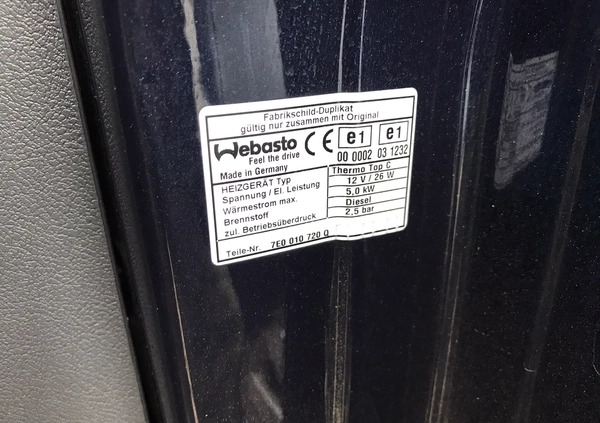 Fabrikschild-Duplikat
gültig nur zusammen mit Original
Webasto CE e1 e1
Feel the drive 00 0002 03 1232
Made in Germany
HEIZGERÄT Typ Thermo Top C
Spannung / El. Leistung 12 V / 26 W
Wärmestrom max. 5,0 kW
Brennstoff Diesel
zul. Betriebsüberdruck 2,5 bar
Teile-Nr. 7E0 010 720 Q